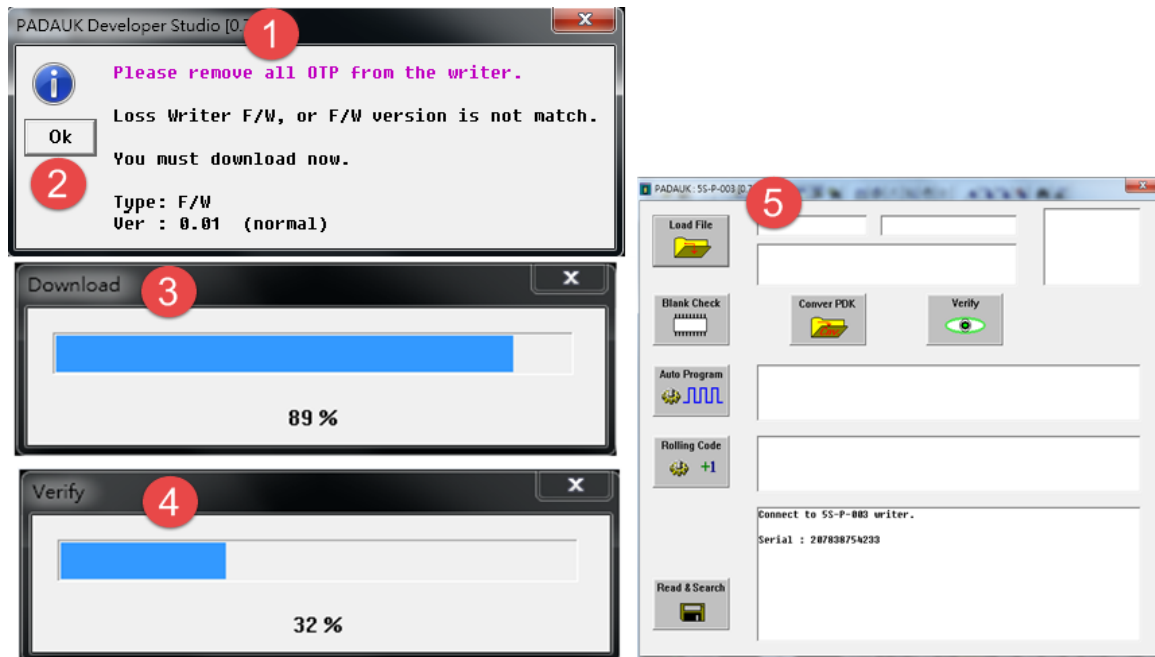 PADAUK Developer Studio [0.
1
Please remove all OTP from the writer.
Loss Writer F/W, or F/W version is not match.
Ok
You must download now.
2
Type: F/W
Ver : 0.01 (normal)
Download
3
89 %
Verify
4
32 %
PADAUK : 5S-P-003 [0.
5
Load File
Blank Check
Conver PDK
Verify
Auto Program
Rolling Code
+1
Connect to 5S-P-003 writer.
Serial : 207838754233
Read & Search